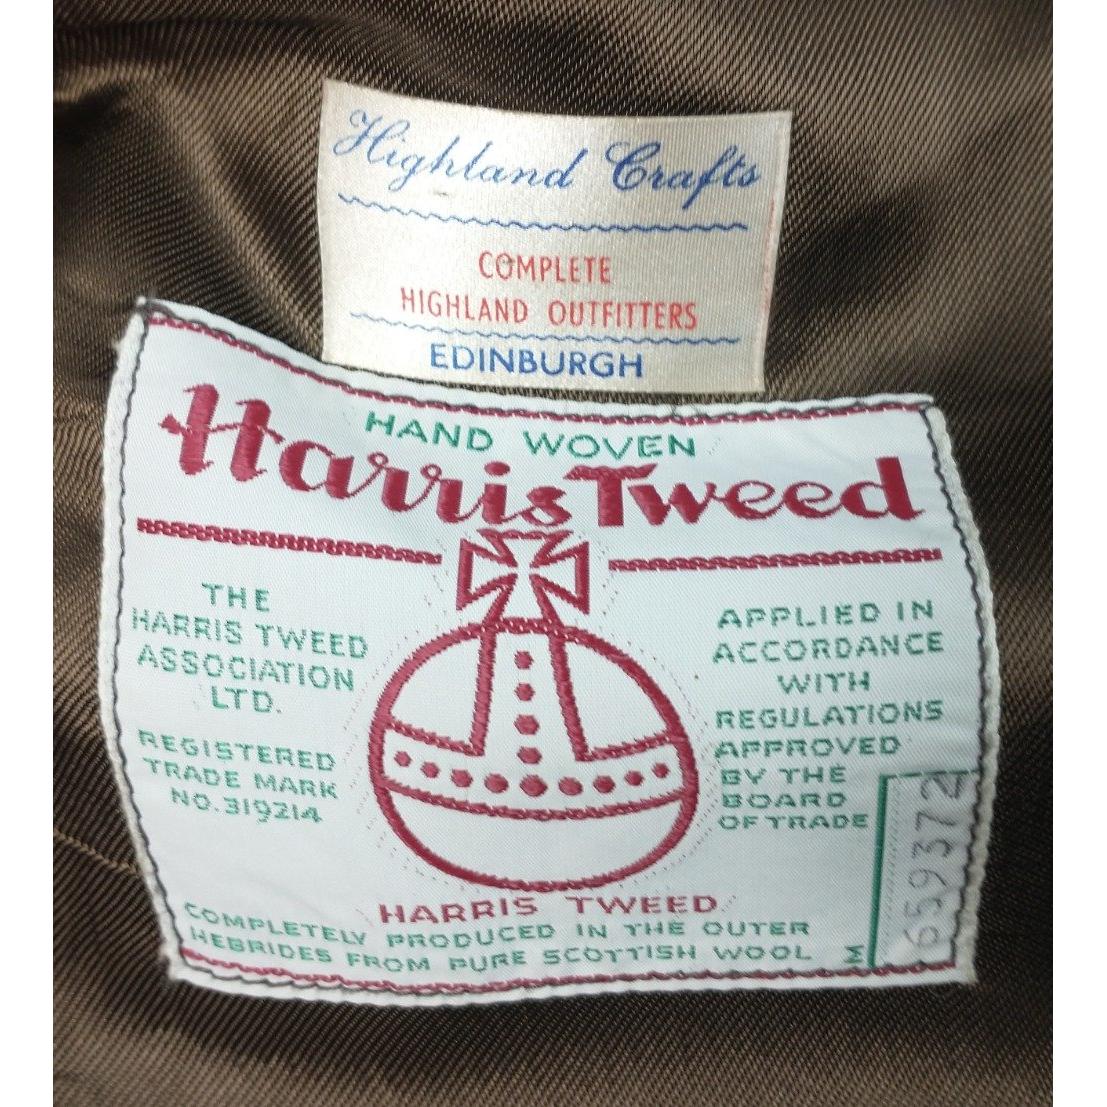 Highland Crafts
COMPLETE
HIGHLAND OUTFITTERS
EDINBURGH
HAND WOVEN
Harris Tweed
THE
HARRIS TWEED
ASSOCIATION
LTD.
REGISTERED
TRADE MARK
NO.319214
APPLIED IN
ACCORDANCE
WITH
REGULATIONS
APPROVED
BY THE
BOARD
OF TRADE
HARRIS TWEED
COMPLETELY PRODUCED IN THE OUTER
HEBRIDES FROM PURE SCOTTISH WOOL
M
659372